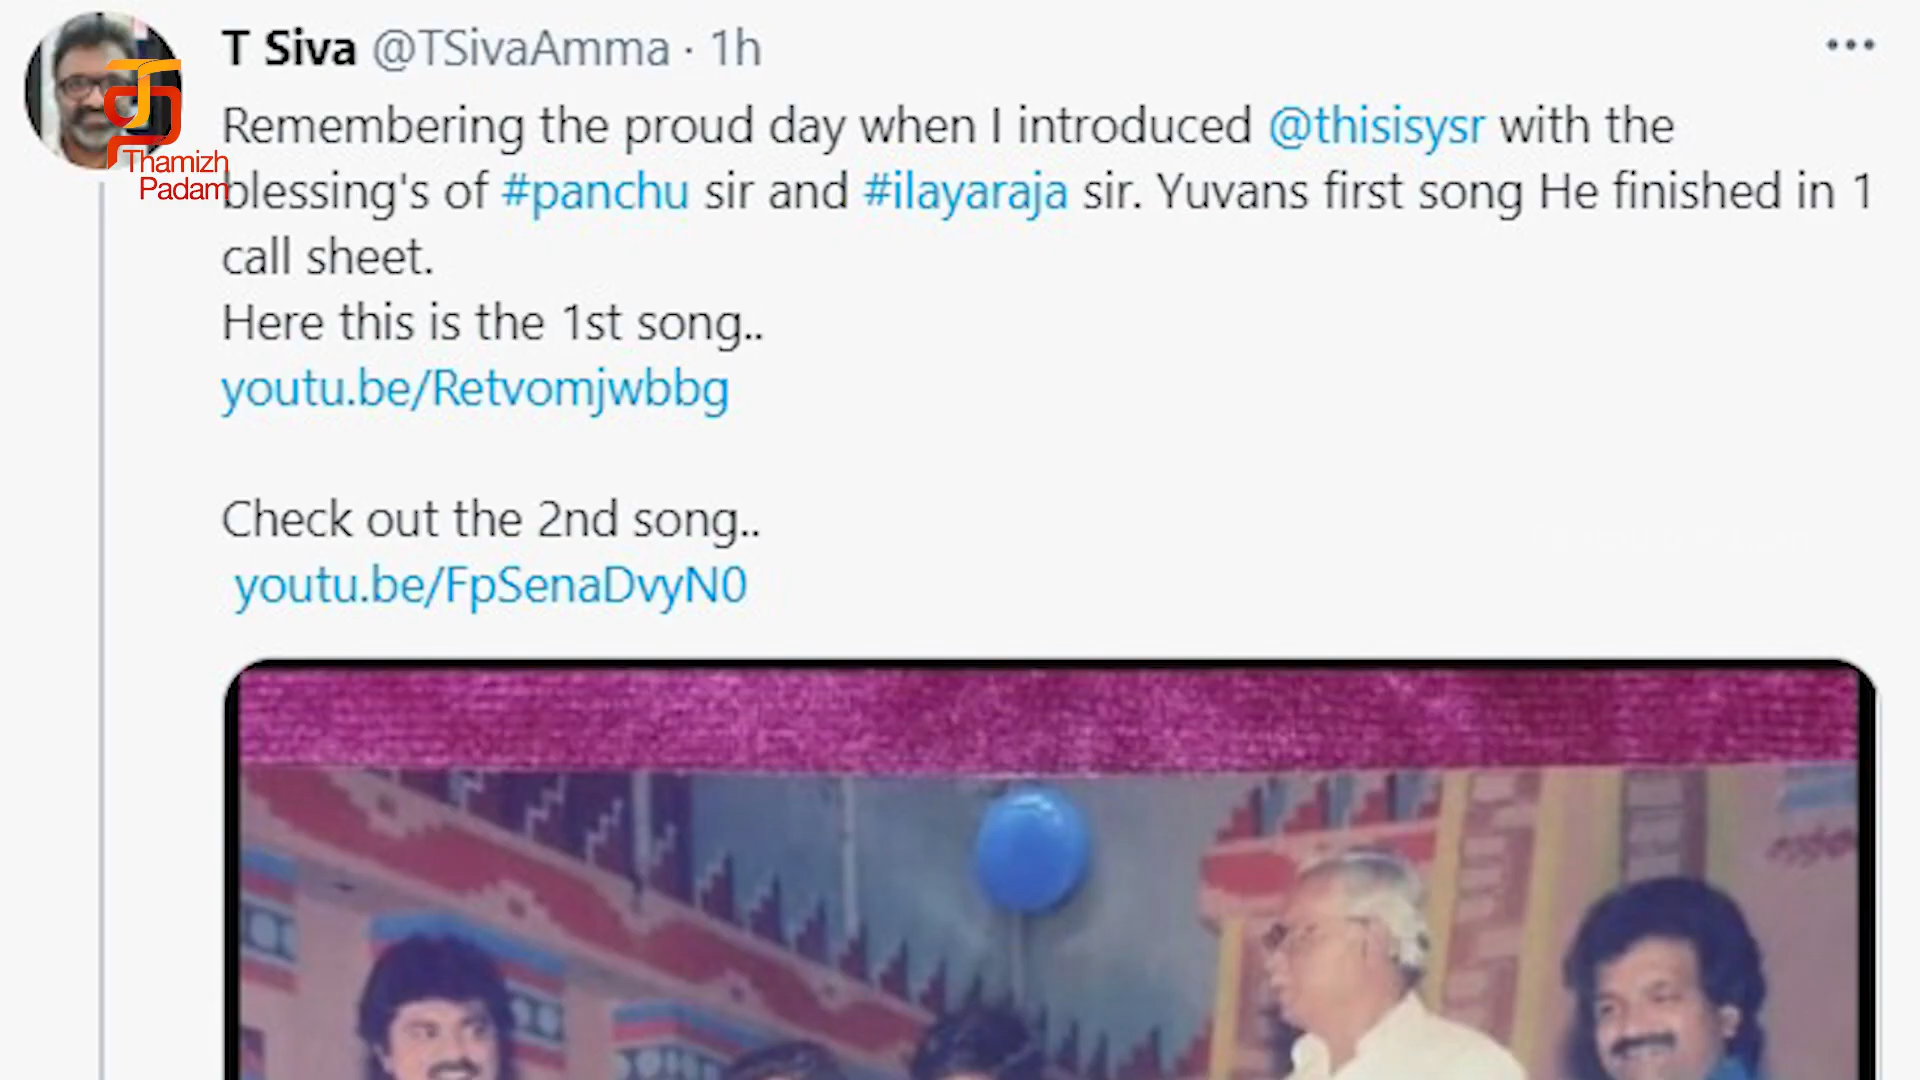 T Siva @TSivaAmma · 1h
Remembering the proud day when I introduced @thisisysr with the
blessing's of #panchu sir and #ilayaraja sir. Yuvans first song He finished in 1
call sheet.
Here this is the 1st song..
youtu.be/Retvomjwbbg
Check out the 2nd song..
youtu.be/FpSenaDvyN0
Thamizh
Padam